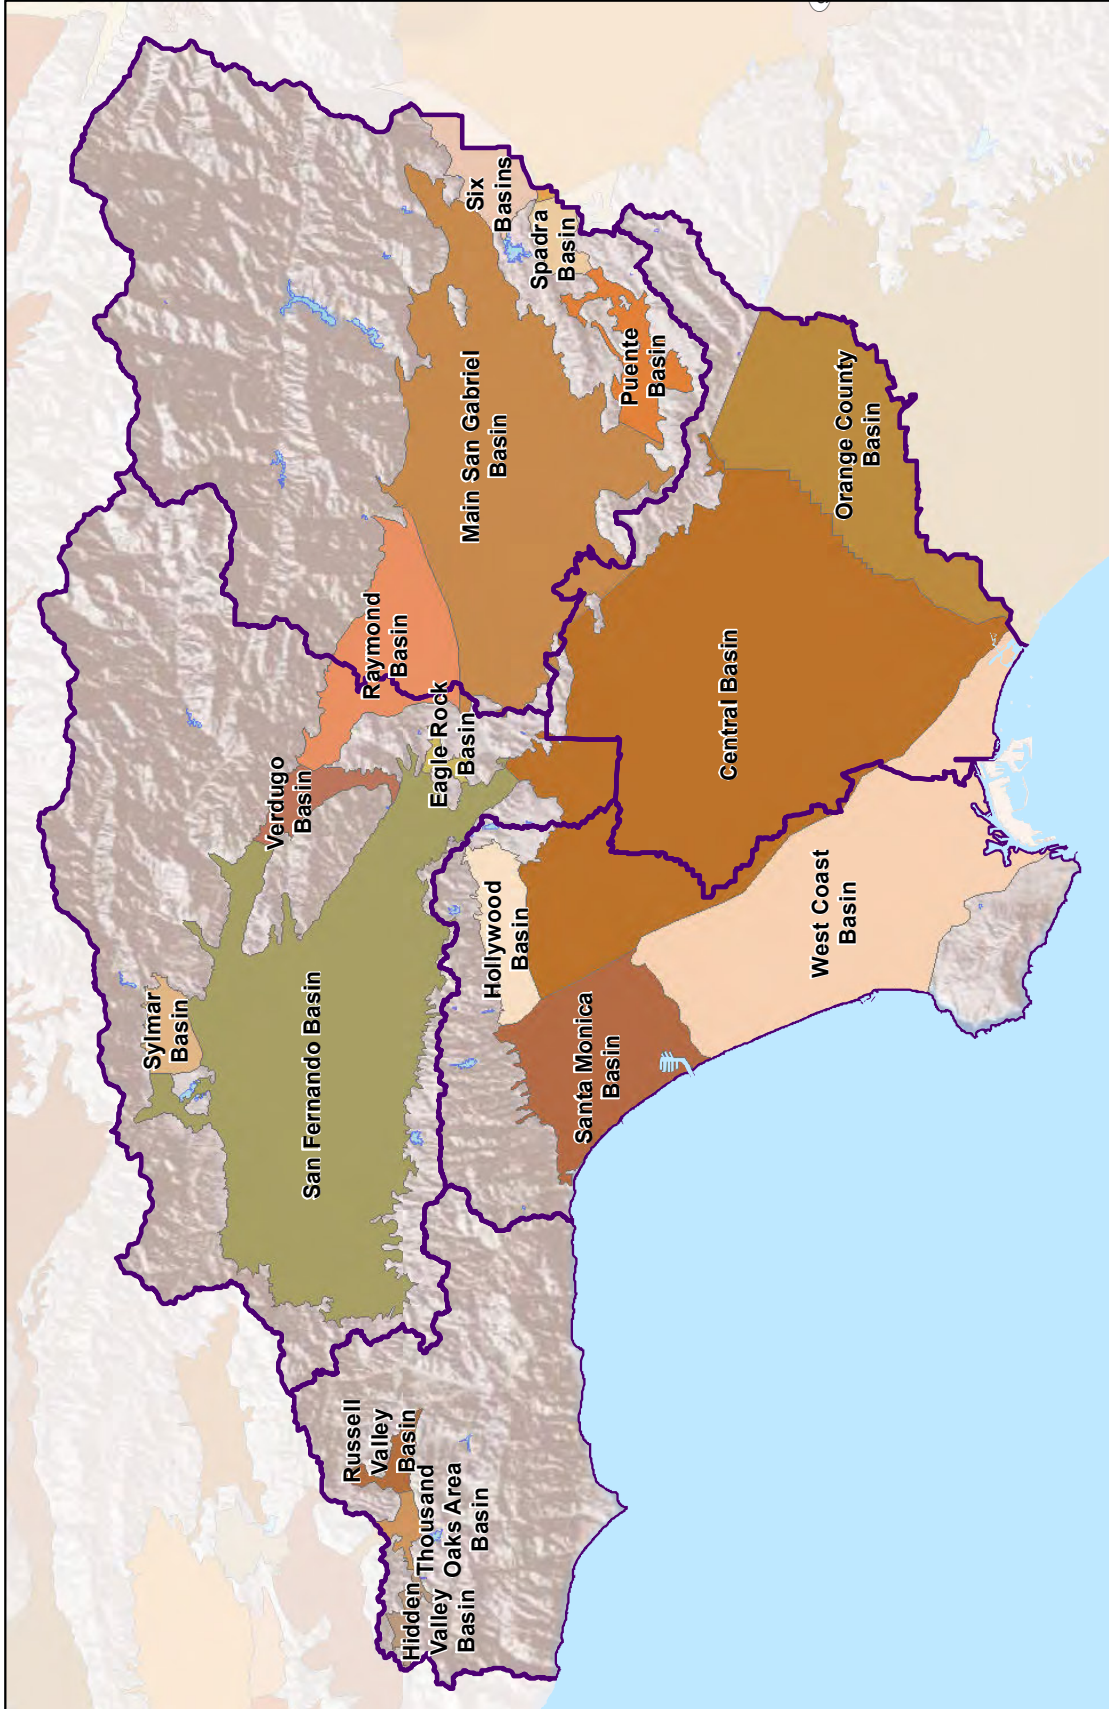 Hidden
Valley
Basin
Thousand
Oaks Area
Basin
Russell
Valley
Basin
Sylmar
Basin
San Fernando Basin
Verdugo
Basin
Eagle Rock
Basin
Raymond
Basin
Main San Gabriel
Basin
Six
Basins
Spadra
Basin
Puente
Basin
Hollywood
Basin
Santa Monica
Basin
West Coast
Basin
Central Basin
Orange County
Basin